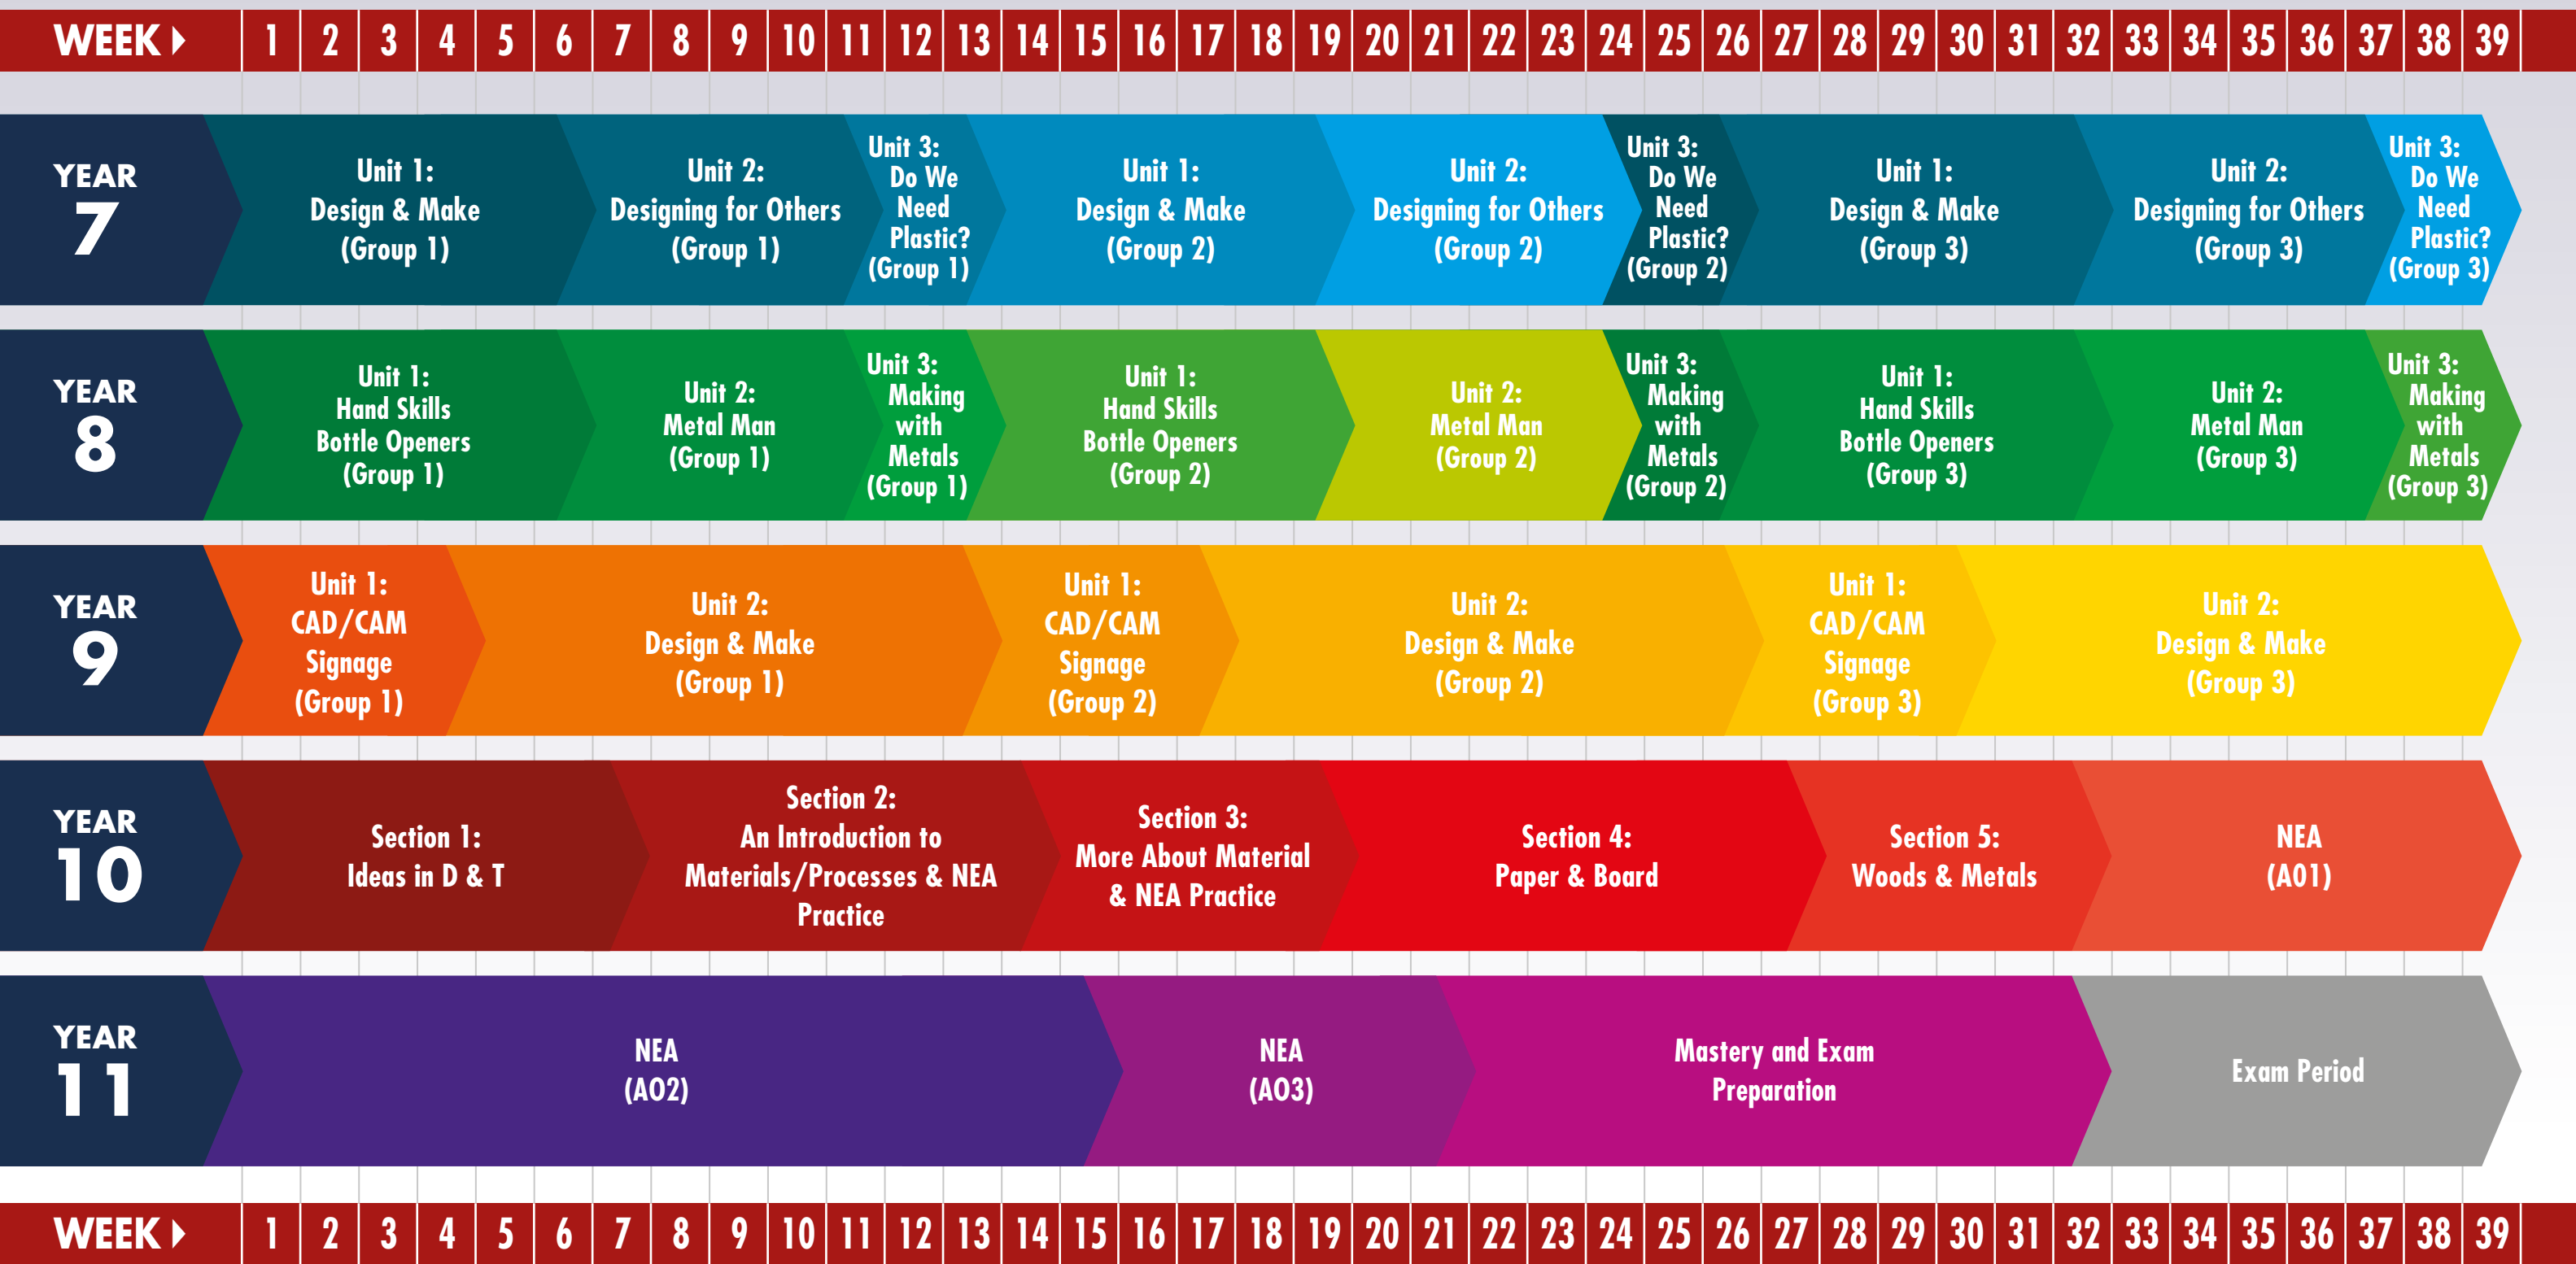 WEEK 1 2 3 4 5 6 7 8 9 10 11 12 13 14 15 16 17 18 19 20 21 22 23 24 25 26 27 28 29 30 31 32 33 34 35 36 37 38 39
YEAR
7
Unit 1:
Design & Make
(Group 1)
Unit 2:
Designing for Others
(Group 1)
Unit 3:
Do We
Need
Plastic?
(Group 1)
Unit 1:
Design & Make
(Group 2)
Unit 2:
Designing for Others
(Group 2)
Unit 3:
Do We
Need
Plastic?
(Group 2)
Unit 1:
Design & Make
(Group 3)
Unit 2:
Designing for Others
(Group 3)
Unit 3:
Do We
Need
Plastic?
(Group 3)
YEAR
8
Unit 1:
Hand Skills
Bottle Openers
(Group 1)
Unit 2:
Metal Man
(Group 1)
Unit 3:
Making
with
Metals
(Group 1)
Unit 1:
Hand Skills
Bottle Openers
(Group 2)
Unit 2:
Metal Man
(Group 2)
Unit 3:
Making
with
Metals
(Group 2)
Unit 1:
Hand Skills
Bottle Openers
(Group 3)
Unit 2:
Metal Man
(Group 3)
Unit 3:
Making
with
Metals
(Group 3)
YEAR
9
Unit 1:
CAD/CAM
Signage
(Group 1)
Unit 2:
Design & Make
(Group 1)
Unit 1:
CAD/CAM
Signage
(Group 2)
Unit 2:
Design & Make
(Group 2)
Unit 1:
CAD/CAM
Signage
(Group 3)
Unit 2:
Design & Make
(Group 3)
YEAR
10
Section 1:
Ideas in D & T
Section 2:
An Introduction to
Materials/Processes & NEA
Practice
Section 3:
More About Material
& NEA Practice
Section 4:
Paper & Board
Section 5:
Woods & Metals
NEA
(A01)
YEAR
11
NEA
(AO2)
NEA
(AO3)
Mastery and Exam
Preparation
Exam Period
WEEK 1 2 3 4 5 6 7 8 9 10 11 12 13 14 15 16 17 18 19 20 21 22 23 24 25 26 27 28 29 30 31 32 33 34 35 36 37 38 39